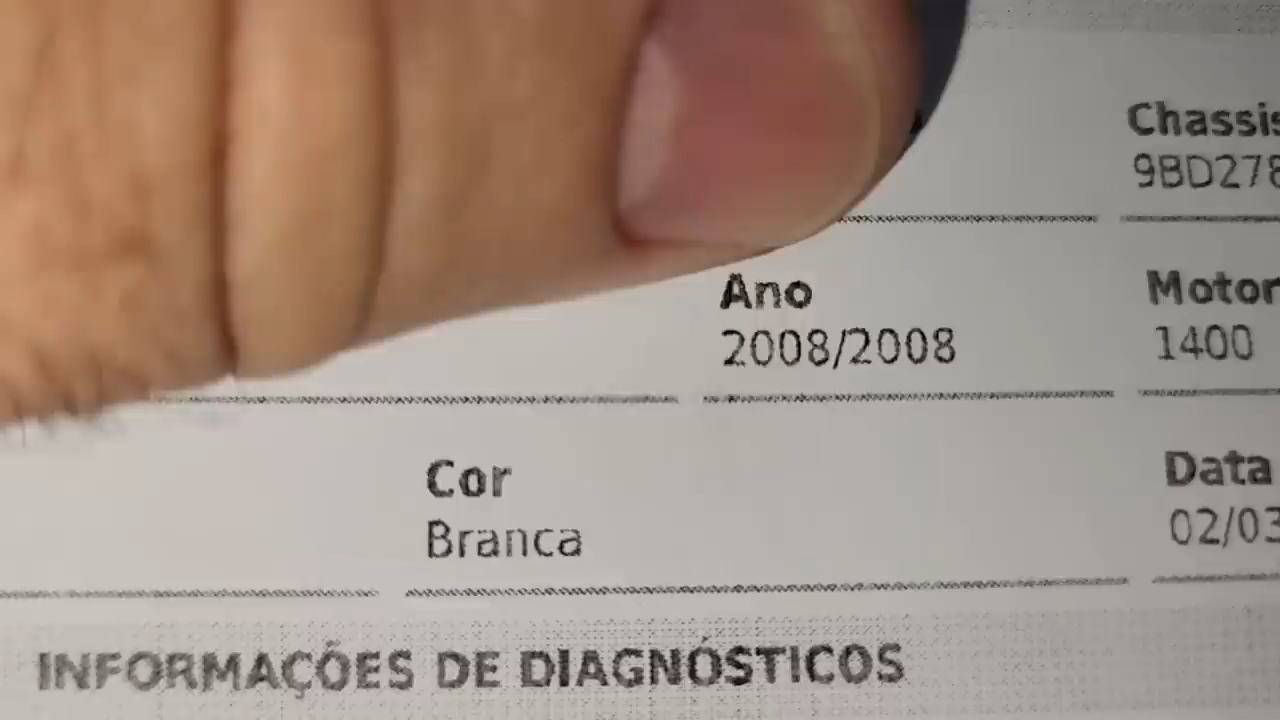 Chassis
9BD278
Ano
Motor
2008/2008
1400
Cor
Data
Branca
02/03
INFORMAÇÕES DE DIAGNÓSTICOS